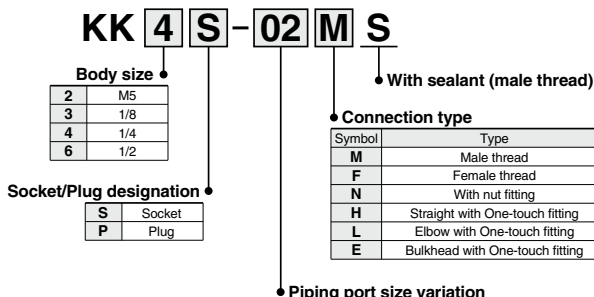 KK 4 S - 02 M S
With sealant (male thread)
Body size
2 M5
3 1/8
4 1/4
6 1/2
Connection type
Symbol Type
M Male thread
F Female thread
N With nut fitting
H Straight with One-touch fitting
L Elbow with One-touch fitting
E Bulkhead with One-touch fitting
Socket/Plug designation
S Socket
P Plug
Piping port size variation